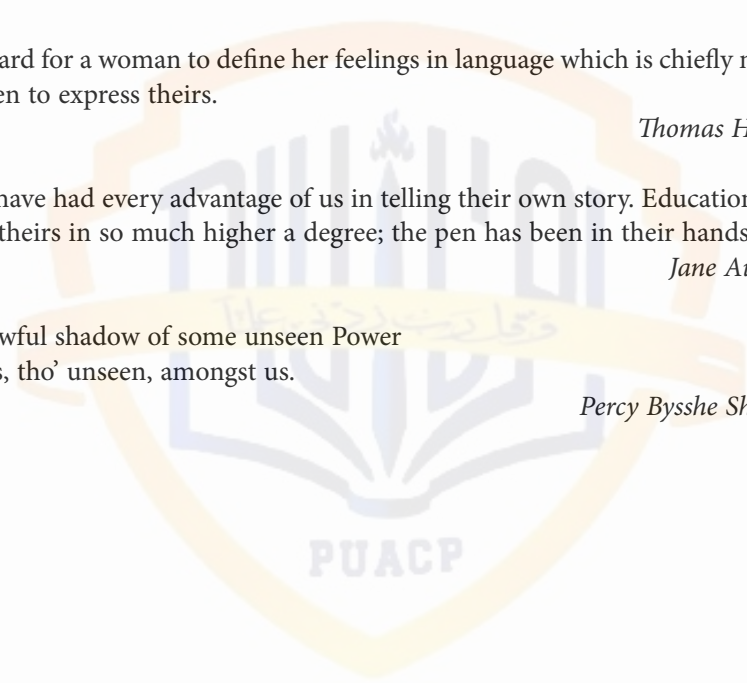 ard for a woman to define her feelings in language which is chiefly
en to express theirs.
Thomas H
have had every advantage of us in telling their own story. Education
theirs in so much higher a degree; the pen has been in their hands
Jane Au
wful shadow of some unseen Power
s, tho’ unseen, amongst us.
Percy Bysshe Sh
PUACP